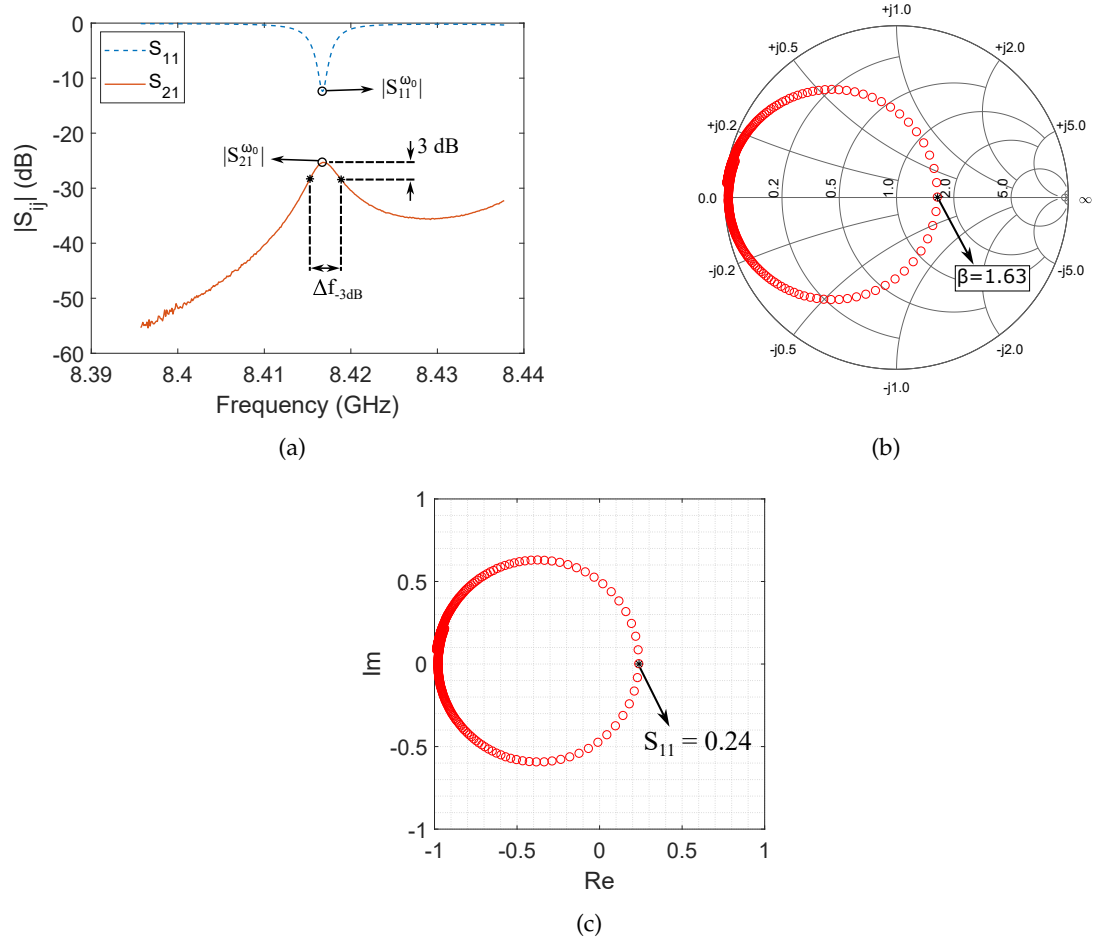 0
-10
-20
-30
-40
-50
-60
8.39
8.4
8.41
8.42
8.43
8.44
|S_ij| (dB)
Frequency (GHz)
S_11
S_21
|S_11^ω_0|
|S_21^ω_0|
3 dB
Δf_-3dB
(a)
+j1.0
+j0.5
+j2.0
+j0.2
+j5.0
0.0
0.2
0.5
1.0
2.0
5.0
∞
-j0.2
-j5.0
β=1.63
-j0.5
-j2.0
-j1.0
(b)
1
0.5
0
-0.5
-1
Im
S_11 = 0.24
-1
-0.5
0
0.5
1
Re
(c)